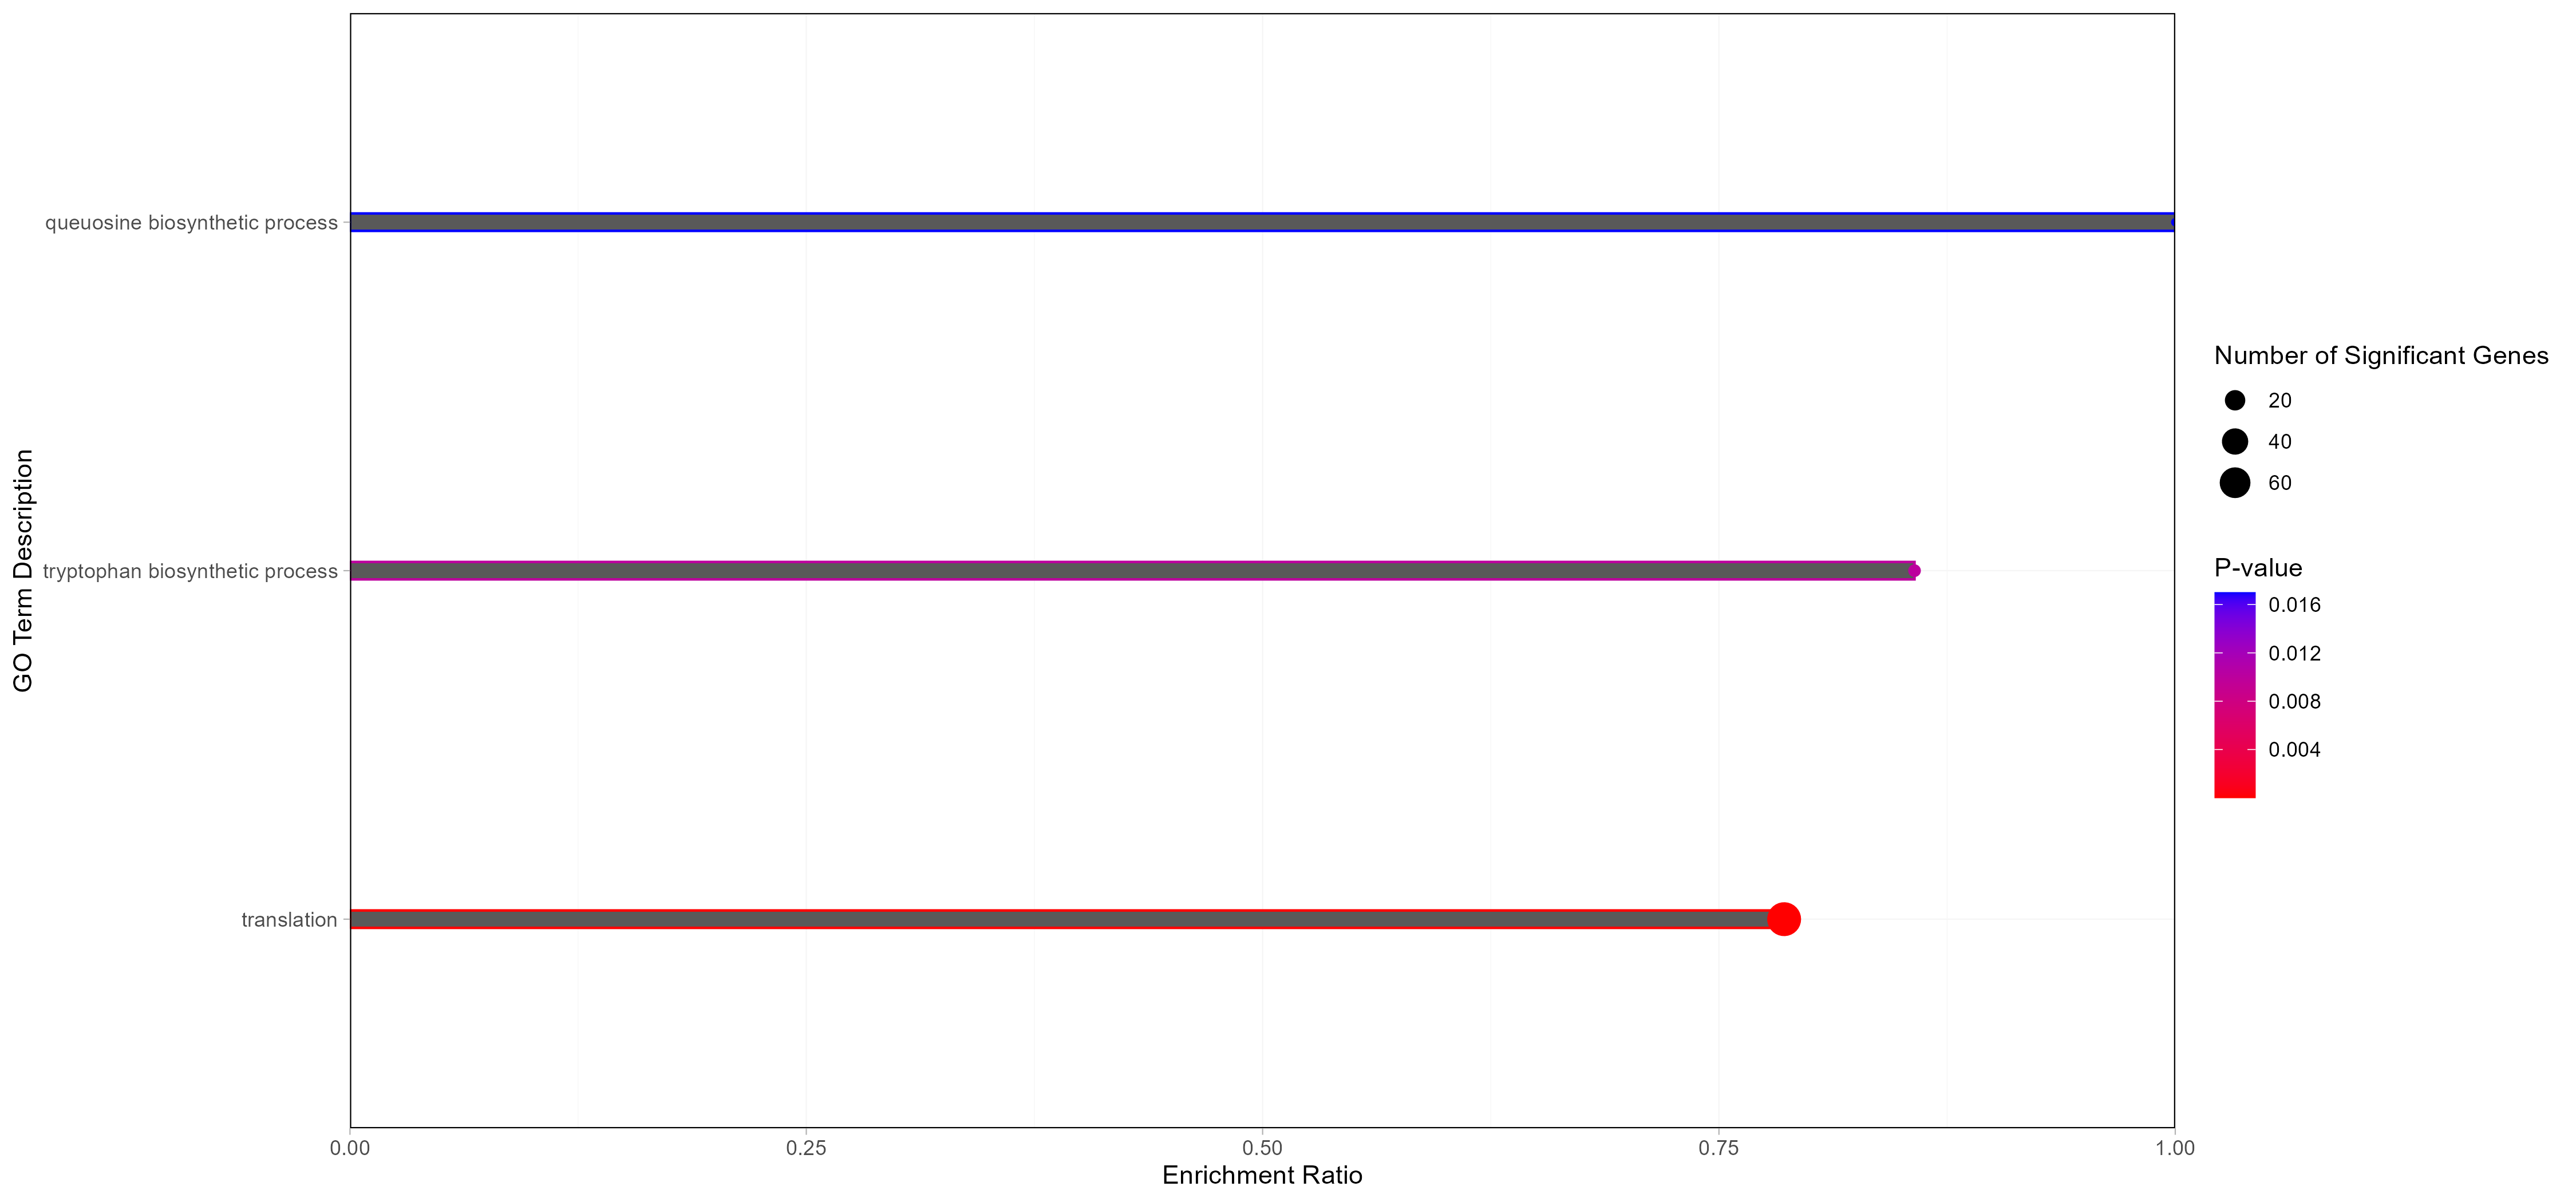 GO Term Description
queuosine biosynthetic process
tryptophan biosynthetic process
translation
0.00
0.25
0.50
0.75
1.00
Enrichment Ratio
Number of Significant Genes
20
40
60
P-value
0.016
0.012
0.008
0.004